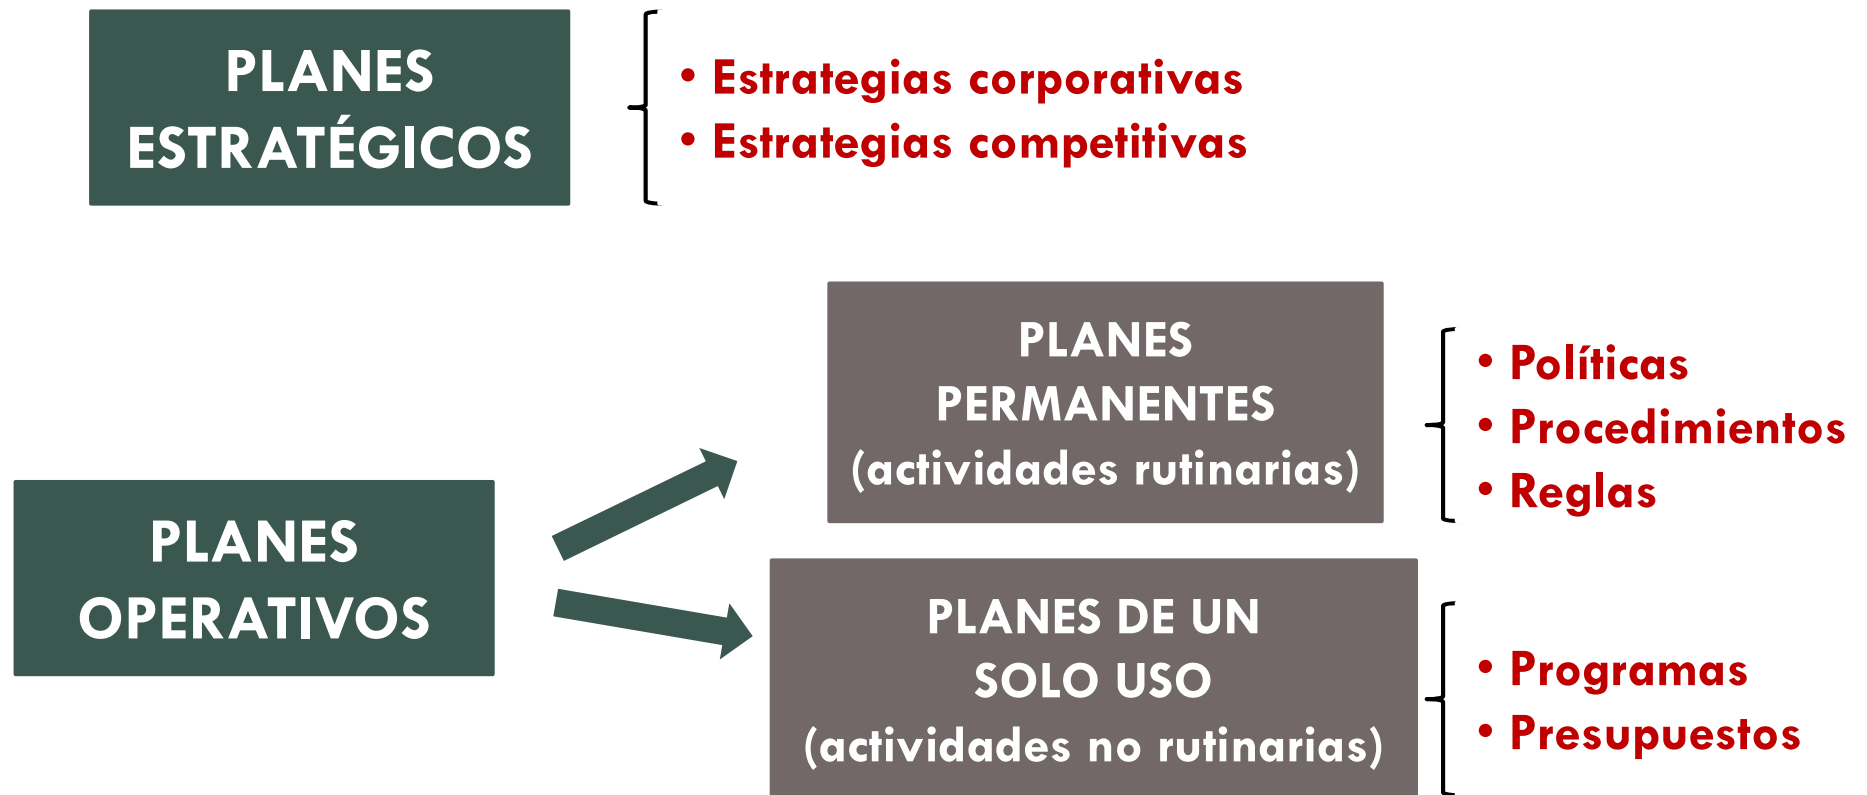 PLANES
ESTRATÉGICOS
• Estrategias corporativas
• Estrategias competitivas
PLANES
OPERATIVOS
PLANES
PERMANENTES
(actividades rutinarias)
• Políticas
• Procedimientos
• Reglas
PLANES DE UN
SOLO USO
(actividades no rutinarias)
• Programas
• Presupuestos